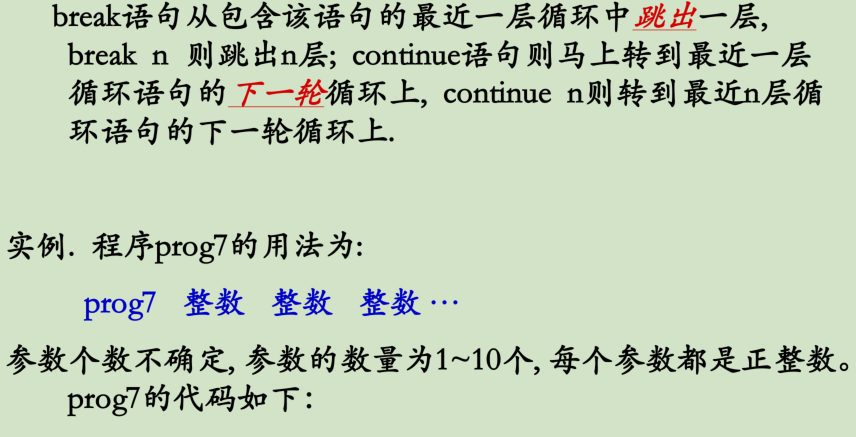 break语句从包含该语句的最近一层循环中跳出一层,
break n 则跳出n层; continue语句则马上转到最近一层
循环语句的下一轮循环上, continue n则转到最近n层循
环语句的下一轮循环上.
实例. 程序prog7的用法为:
prog7 整数 整数 整数 …
参数个数不确定, 参数的数量为1~10个, 每个参数都是正整数。
prog7的代码如下：